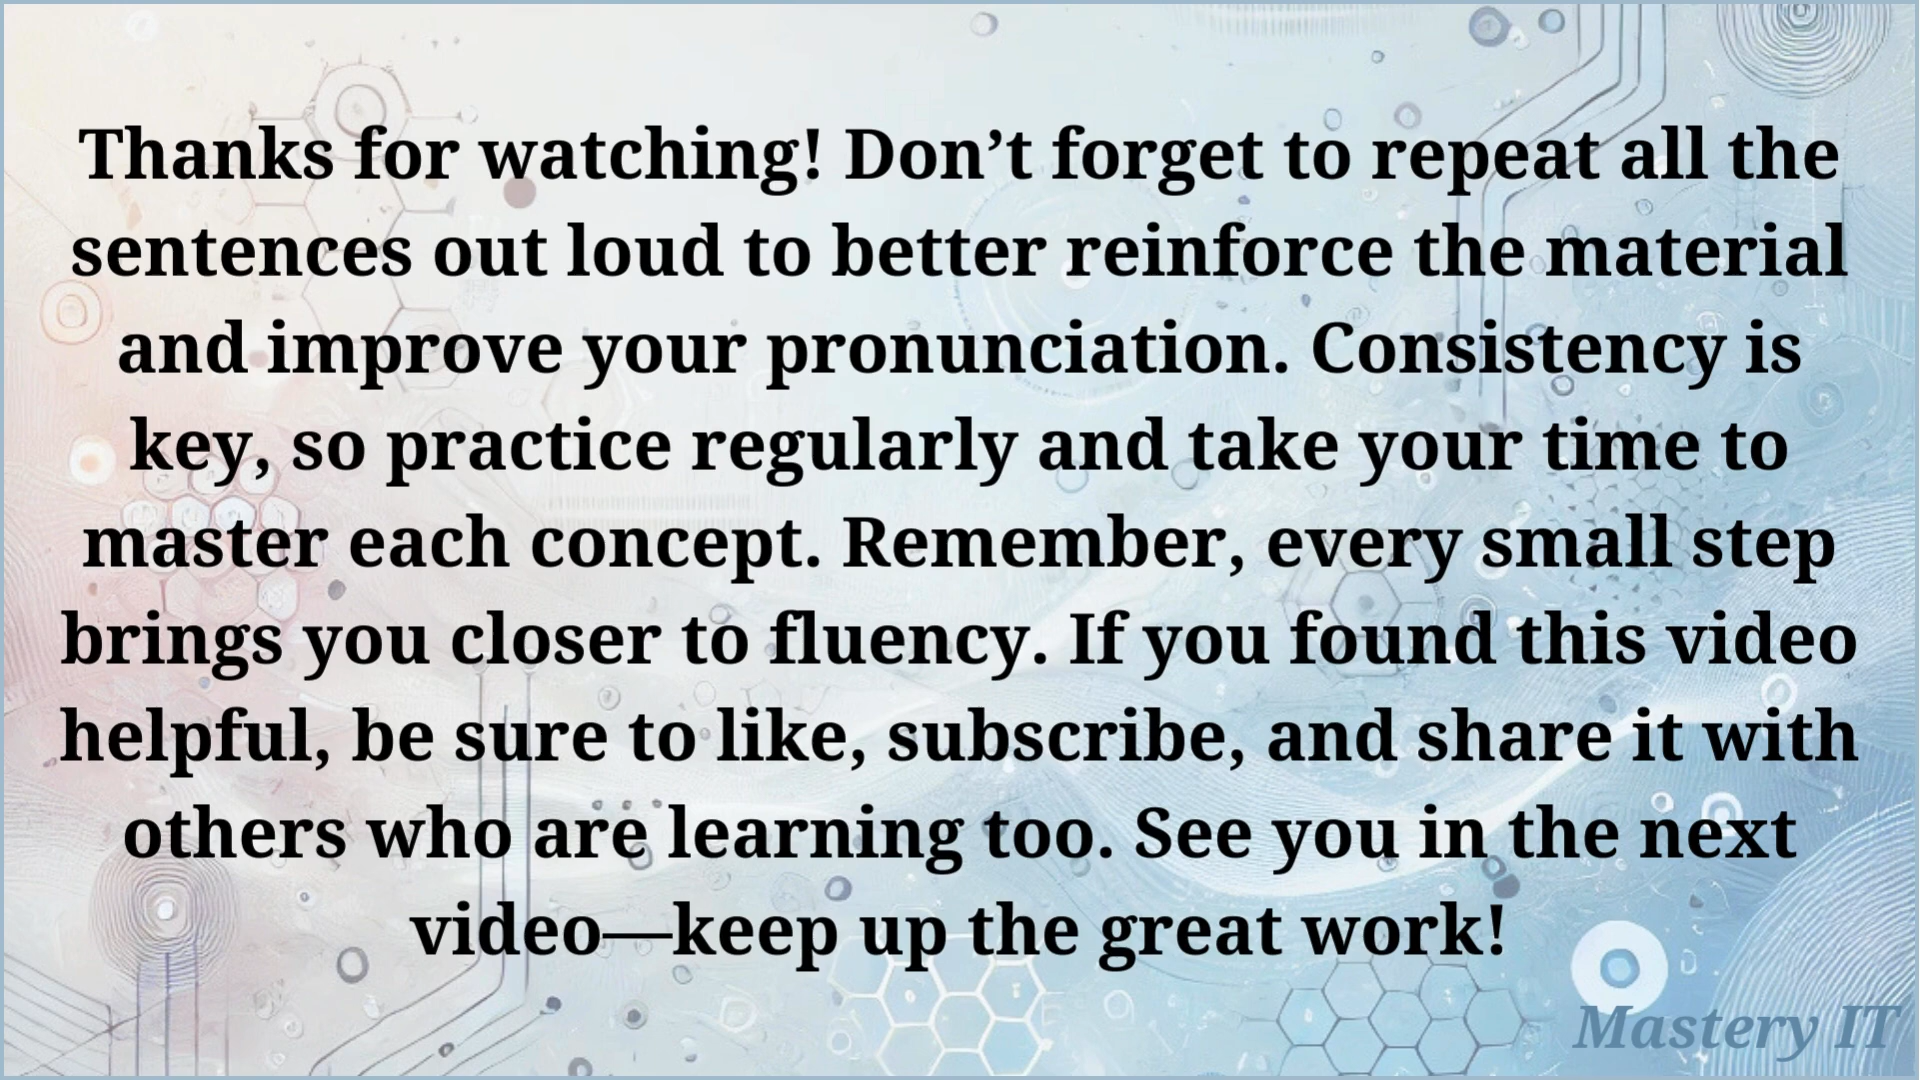 Thanks for watching! Don’t forget to repeat all the
sentences out loud to better reinforce the material
and improve your pronunciation. Consistency is
key, so practice regularly and take your time to
master each concept. Remember, every small step
brings you closer to fluency. If you found this video
helpful, be sure to like, subscribe, and share it with
others who are learning too. See you in the next
video—keep up the great work!
Mastery IT